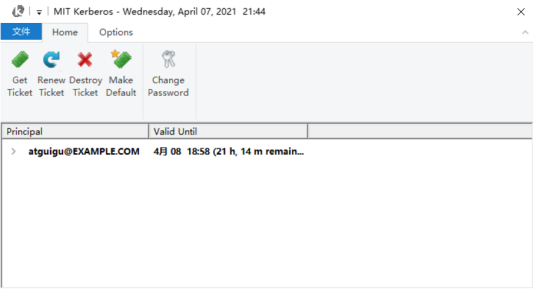 MIT Kerberos - Wednesday, April 07, 2021  21:44
文件 Home Options
Get Ticket
Renew Ticket
Destroy Ticket
Make Default
Change Password
Principal Valid Until
atguigu@EXAMPLE.COM 4月 08  18:58 (21 h, 14 m remain...